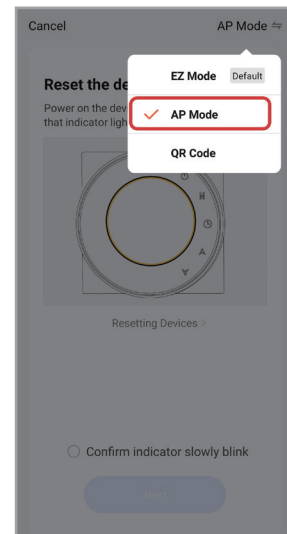 Cancel AP Mode
Reset the de
EZ Mode Default
Power on the dev
that indicator ligh
AP Mode
QR Code
Resetting Devices
Confirm indicator slowly blink
Next